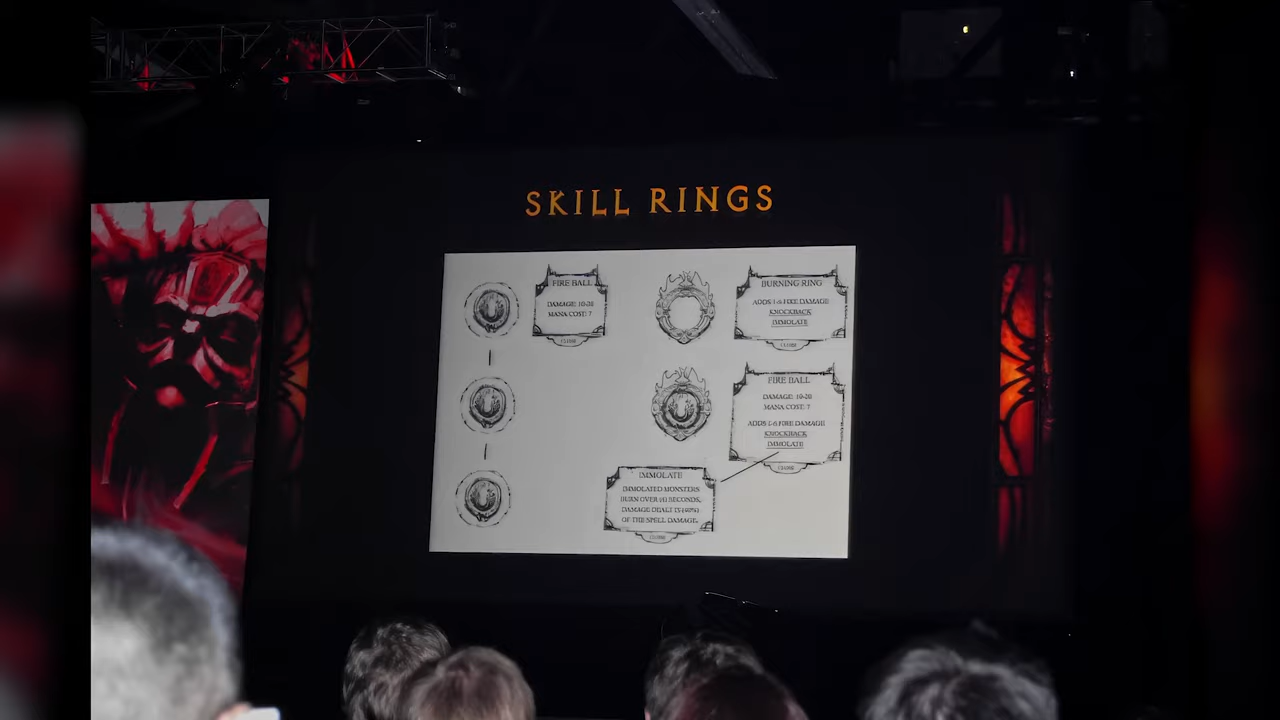 SKILL RINGS
FIRE BALL
DAMAGE: 10-20
MANA COST: 7
BURNING RING
ADDS 1-6 FIRE DAMAGE
KNOCKBACK
IMMOLATE
FIRE BALL
DAMAGE: 10-20
MANA COST: 7
ADDS 1-6 FIRE DAMAGE
KNOCKBACK
IMMOLATE
IMMOLATE
IMMOLATED MONSTERS
BURN OVER SECONDS,
DAMAGE DEALT IS
OF THE SPELL DAMAGE.